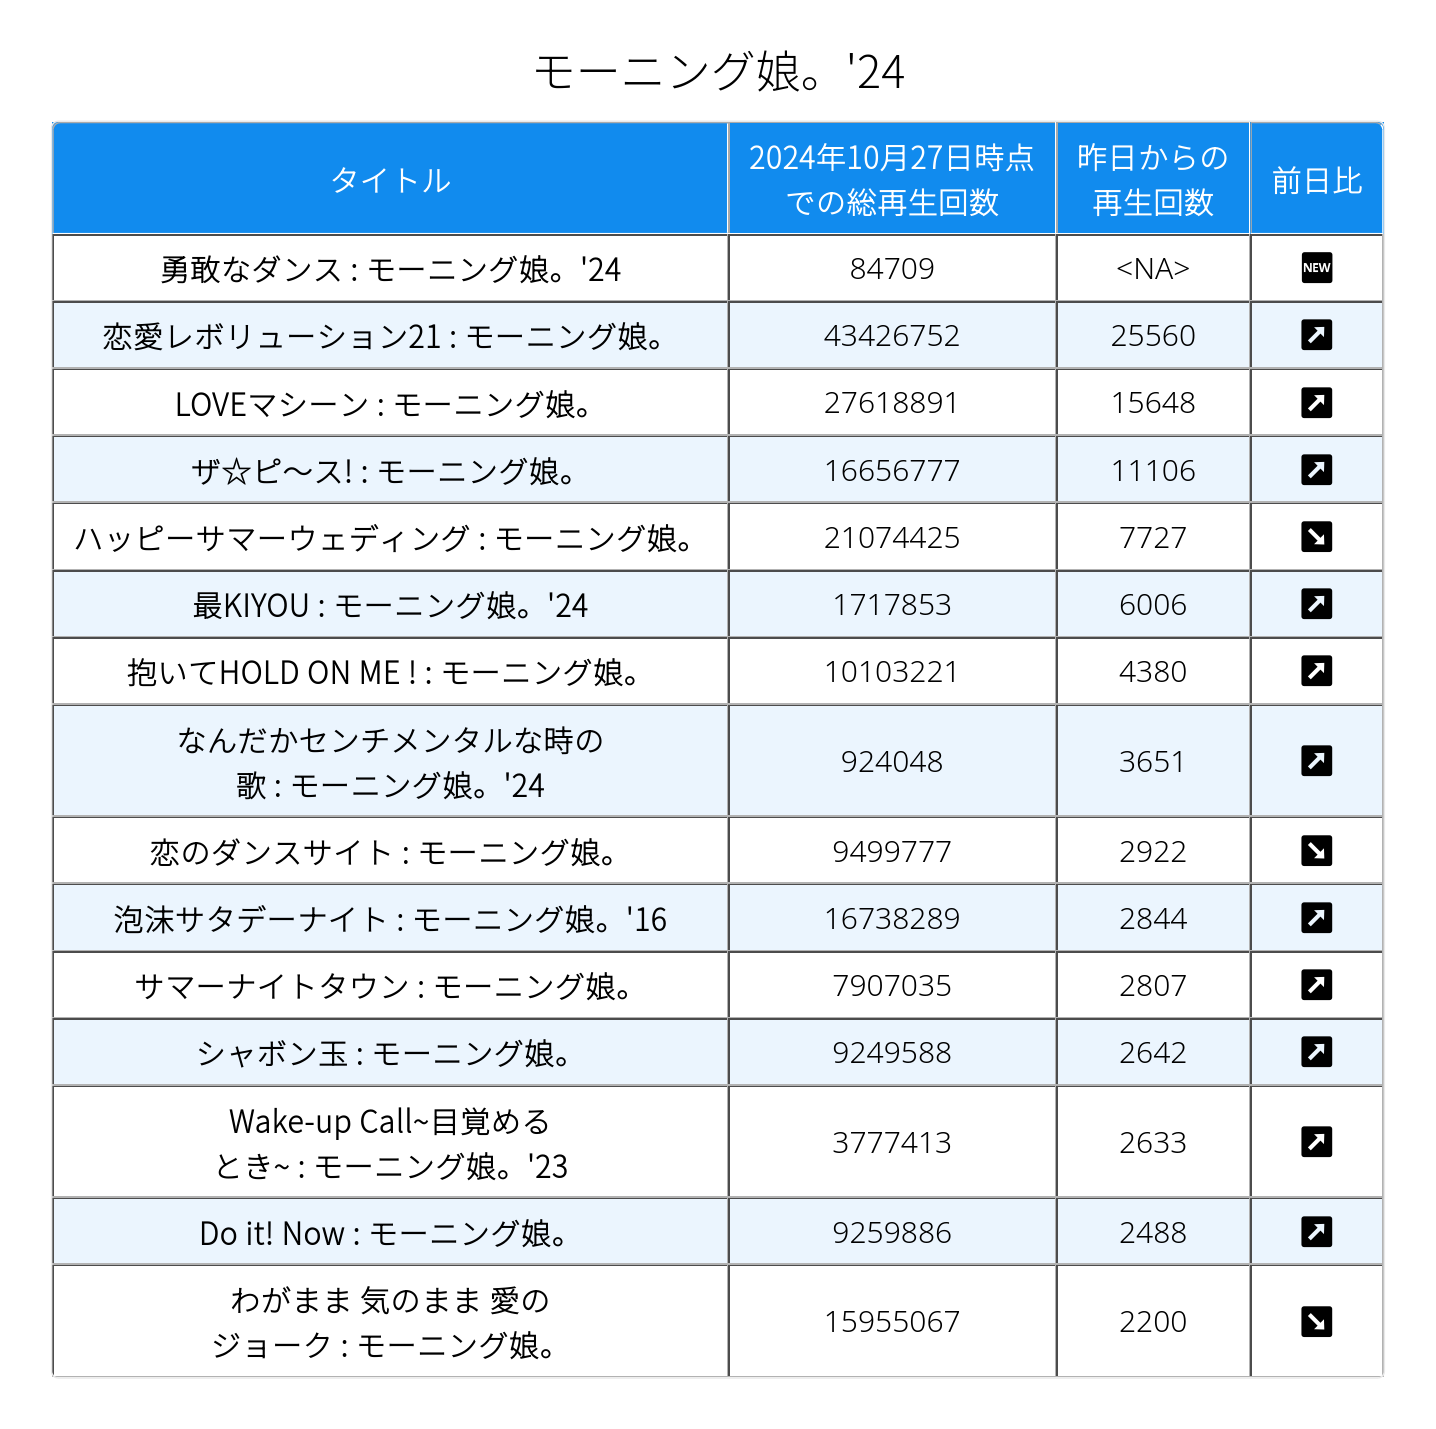 モーニング娘。'24
タイトル
2024年10月27日時点
での総再生回数
昨日からの
再生回数
前日比
勇敢なダンス : モーニング娘。'24 84709 <NA> NEW
恋愛レボリューション21 : モーニング娘。 43426752 25560
LOVEマシーン : モーニング娘。 27618891 15648
ザ☆ピ〜ス! : モーニング娘。 16656777 11106
ハッピーサマーウェディング : モーニング娘。 21074425 7727
最KIYOU : モーニング娘。'24 1717853 6006
抱いてHOLD ON ME ! : モーニング娘。 10103221 4380
なんだかセンチメンタルな時の
歌 : モーニング娘。'24
924048 3651
恋のダンスサイト : モーニング娘。 9499777 2922
泡沫サタデーナイト : モーニング娘。'16 16738289 2844
サマーナイトタウン : モーニング娘。 7907035 2807
シャボン玉 : モーニング娘。 9249588 2642
Wake-up Call~目覚める
とき~ : モーニング娘。'23
3777413 2633
Do it! Now : モーニング娘。 9259886 2488
わがまま 気のまま 愛の
ジョーク : モーニング娘。
15955067 2200